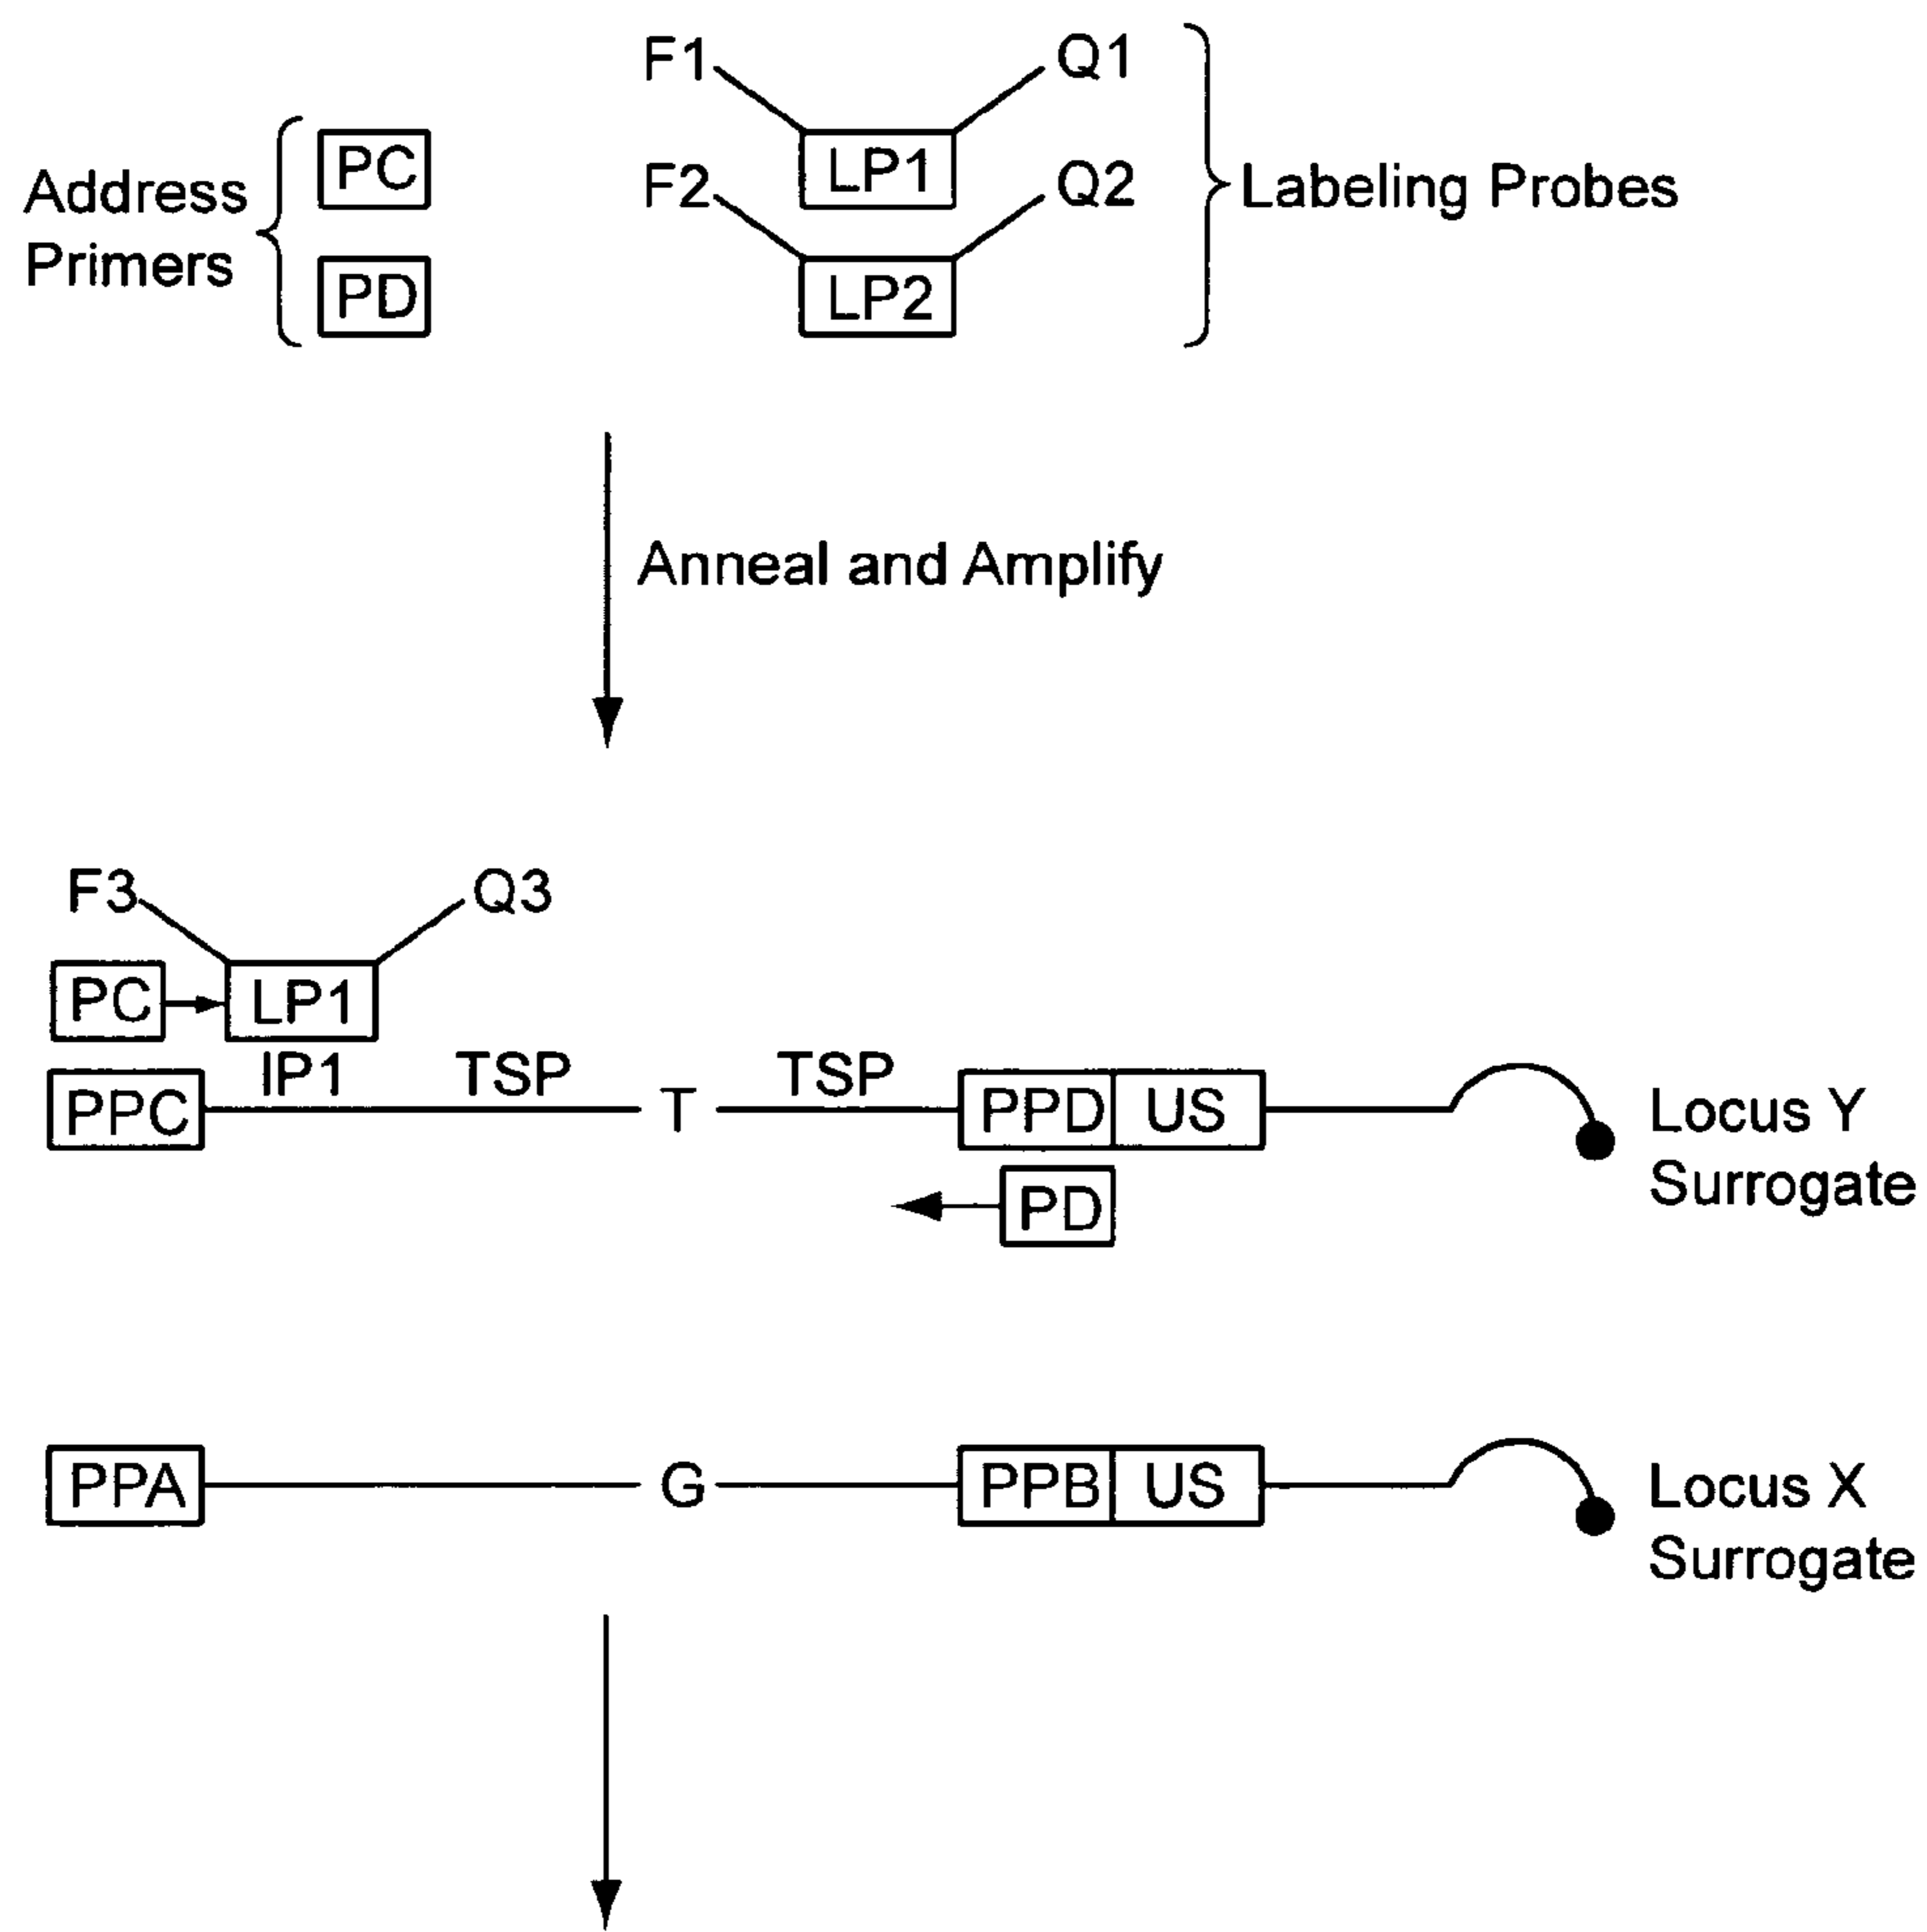 F1
Q1
Address
Primers
PC
LP1
Labeling Probes
F2
Q2
PD
LP2
Anneal and Amplify
F3
Q3
PC
LP1
IP1
TSP
TSP
PPC
T
PPD
US
Locus Y
Surrogate
PD
PPA
G
PPB
US
Locus X
Surrogate